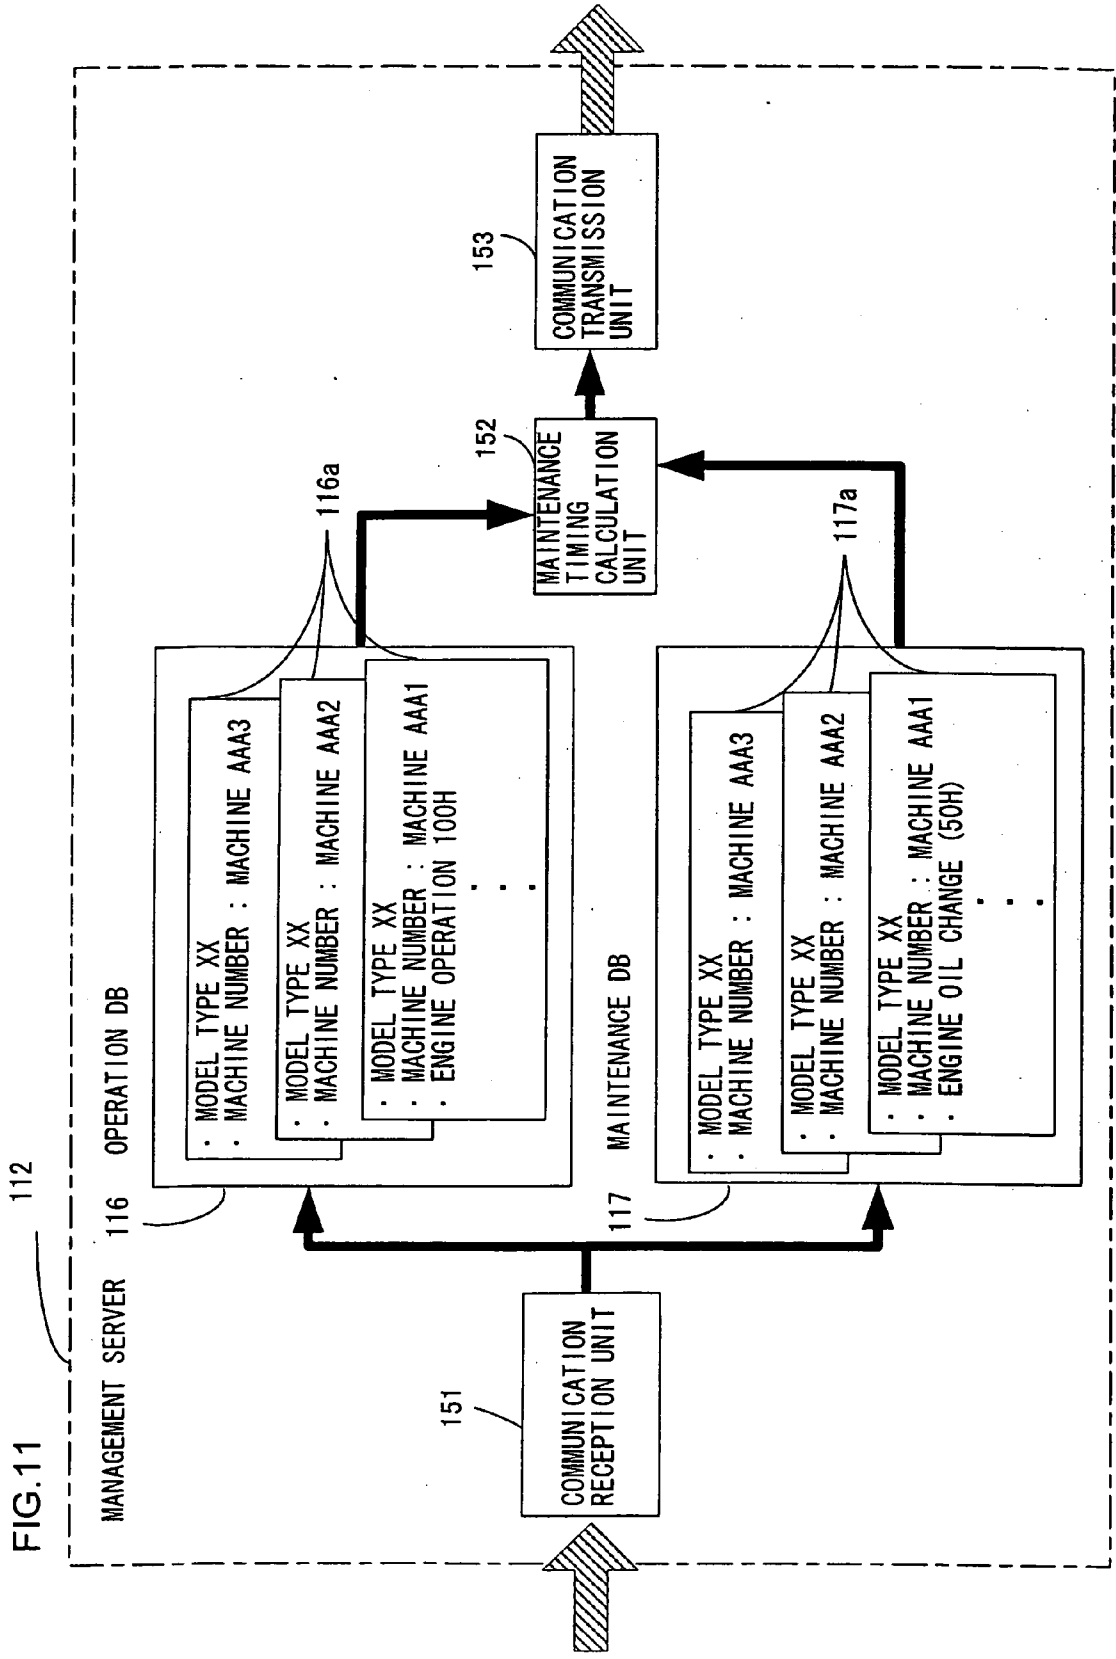 FIG.11
112
MANAGEMENT SERVER
116
OPERATION DB
· MODEL TYPE XX
· MACHINE NUMBER : MACHINE AAA3
· MODEL TYPE XX
· MACHINE NUMBER : MACHINE AAA2
· MODEL TYPE XX
· MACHINE NUMBER : MACHINE AAA1
· ENGINE OPERATION 100H
· · ·
116a
151
COMMUNICATION
RECEPTION UNIT
152
MAINTENANCE
TIMING
CALCULATION
UNIT
153
COMMUNICATION
TRANSMISSION
UNIT
117
MAINTENANCE DB
· MODEL TYPE XX
· MACHINE NUMBER : MACHINE AAA3
· MODEL TYPE XX
· MACHINE NUMBER : MACHINE AAA2
· MODEL TYPE XX
· MACHINE NUMBER : MACHINE AAA1
· ENGINE OIL CHANGE (50H)
· · ·
117a